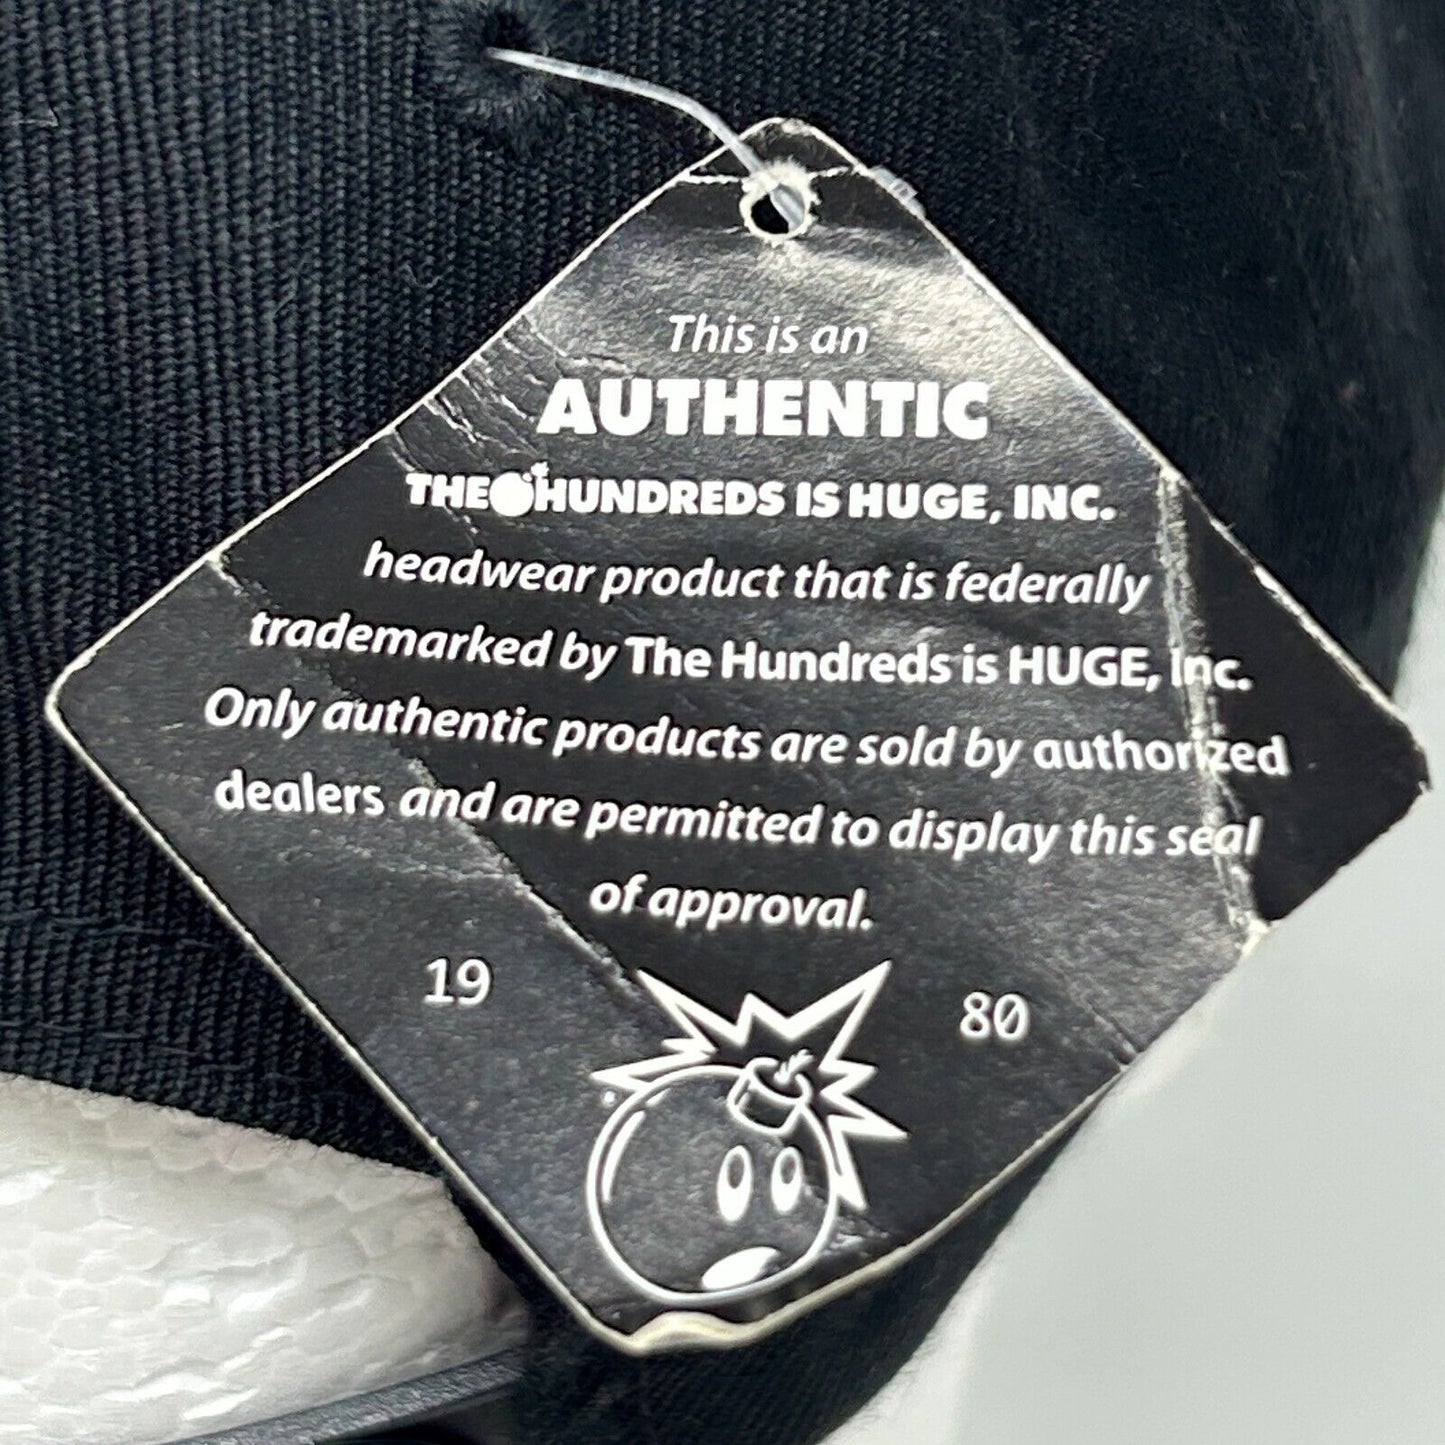 This is an
AUTHENTIC
THE HUNDREDS IS HUGE, INC.
headwear product that is federally
trademarked by The Hundreds is HUGE, Inc.
Only authentic products are sold by authorized
dealers and are permitted to display this seal
of approval.
19 80